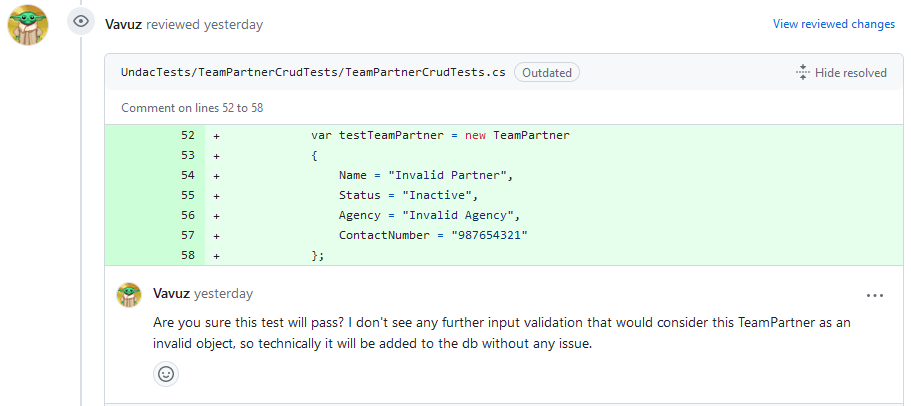 Vavuz reviewed yesterday
View reviewed changes
UndacTests/TeamPartnerCrudTests/TeamPartnerCrudTests.cs Outdated
Hide resolved
Comment on lines 52 to 58
52 + var testTeamPartner = new TeamPartner
53 + {
54 + Name = "Invalid Partner",
55 + Status = "Inactive",
56 + Agency = "Invalid Agency",
57 + ContactNumber = "987654321"
58 + };
Vavuz yesterday
Are you sure this test will pass? I don't see any further input validation that would consider this TeamPartner as an
invalid object, so technically it will be added to the db without any issue.